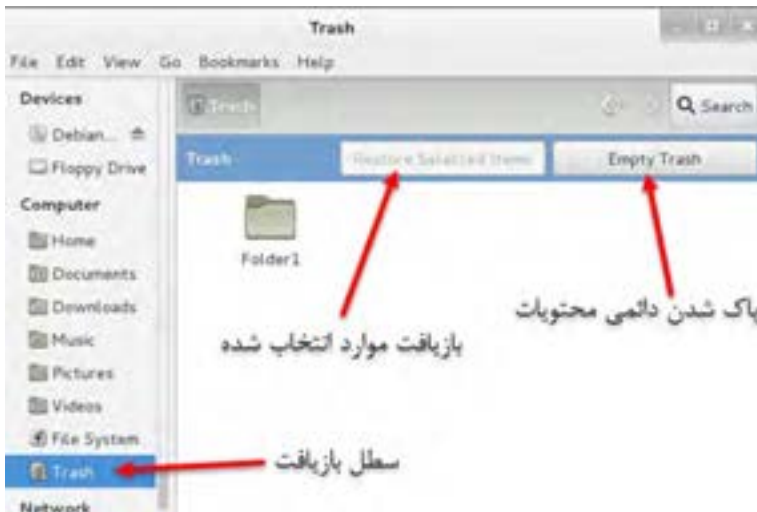 Trash
File Edit View Go Bookmarks Help
Devices
Debian...
Floppy Drive
Computer
Home
Documents
Downloads
Music
Pictures
Videos
File System
Trash
Network
Trash
Search
Trash
Restore Selected Items
Empty Trash
Folder1
پاک شدن دائمی محتویات
بازیافت موارد انتخاب شده
سطل بازیافت